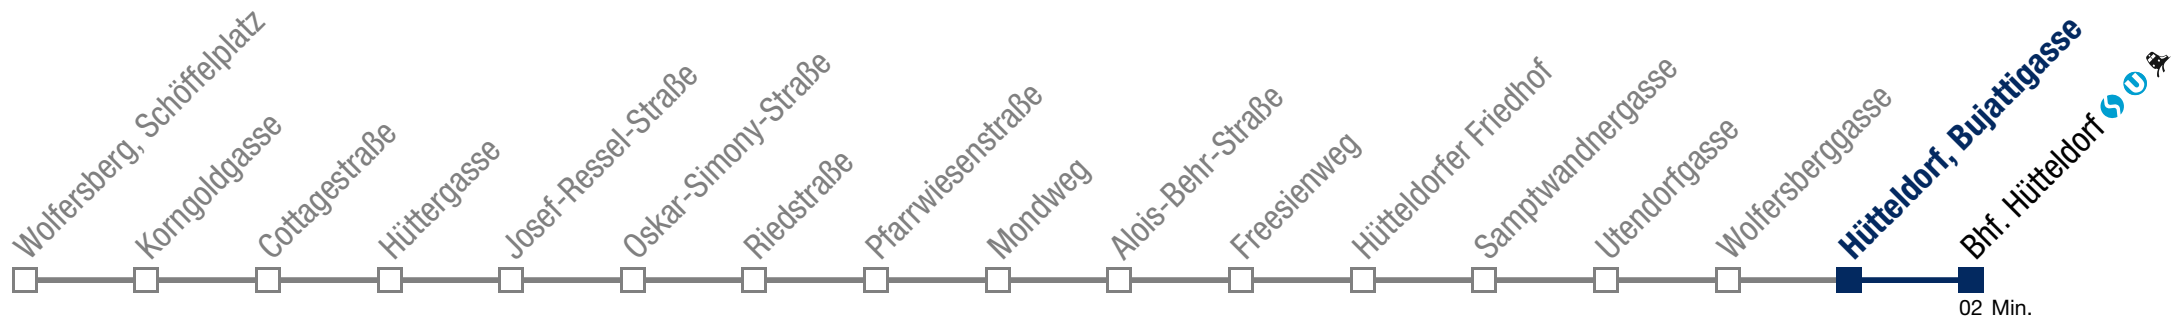 Wolfersberg, Schöffelplatz
Korngoldgasse
Cottagestraße
Hüttergasse
Josef-Ressel-Straße
Oskar-Simony-Straße
Riedstraße
Pfarrwiesenstraße
Mondweg
Alois-Behr-Straße
Freesienweg
Hütteldorfer Friedhof
Samptwandnergasse
Utendorfgasse
Wolfersberggasse
Hütteldorf, Bujattigasse
Bhf. Hütteldorf S U
02 Min.